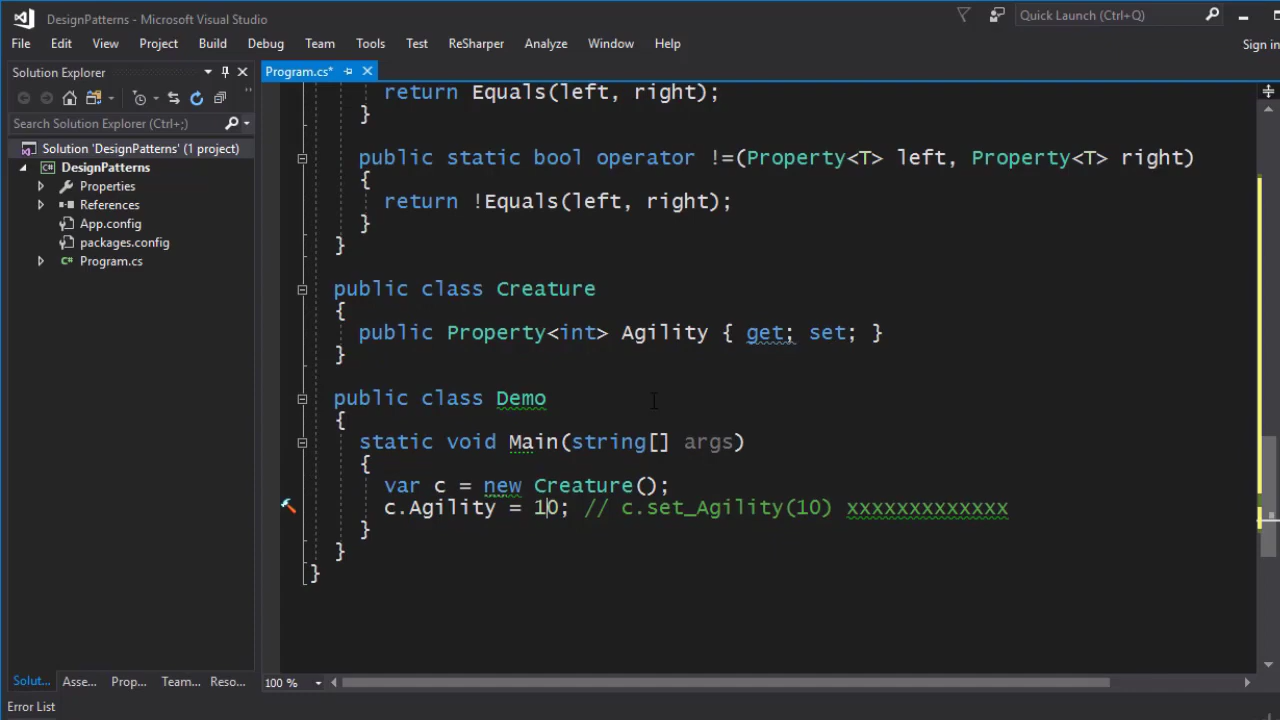 DesignPatterns - Microsoft Visual Studio
Quick Launch (Ctrl+Q)
File Edit View Project Build Debug Team Tools Test ReSharper Analyze Window Help
Sign in
Solution Explorer
Program.cs*
Search Solution Explorer (Ctrl+;)
Solution 'DesignPatterns' (1 project)
DesignPatterns
Properties
References
App.config
packages.config
Program.cs
return Equals(left, right);
}
public static bool operator !=(Property<T> left, Property<T> right)
{
return !Equals(left, right);
}
}
public class Creature
{
public Property<int> Agility { get; set; }
}
public class Demo
{
static void Main(string[] args)
{
var c = new Creature();
c.Agility = 10; // c.set_Agility(10) xxxxxxxxxxxxx
}
}
}
Solut... Asse... Prop... Team... Reso...
100 %
Error List